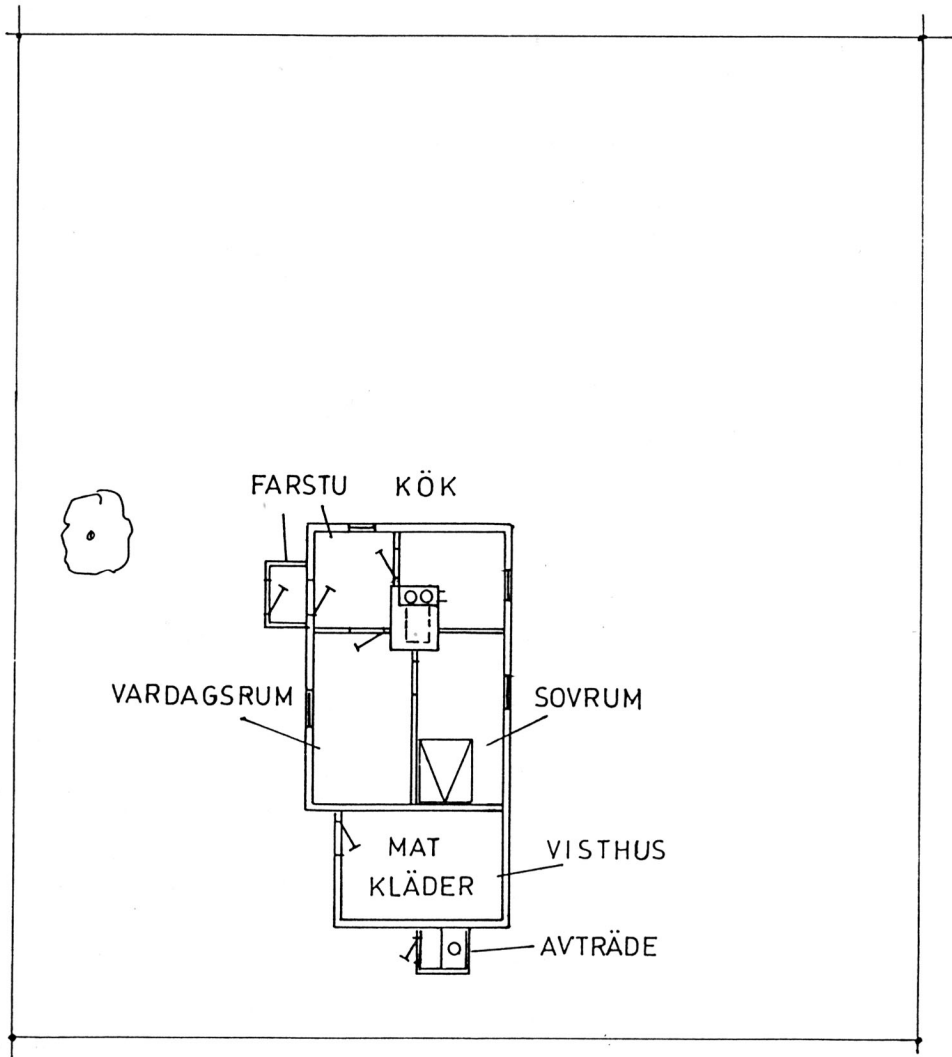 FARSTU KÖK
VARDAGSRUM
SOVRUM
MAT
KLÄDER
VISTHUS
AVTRÄDE